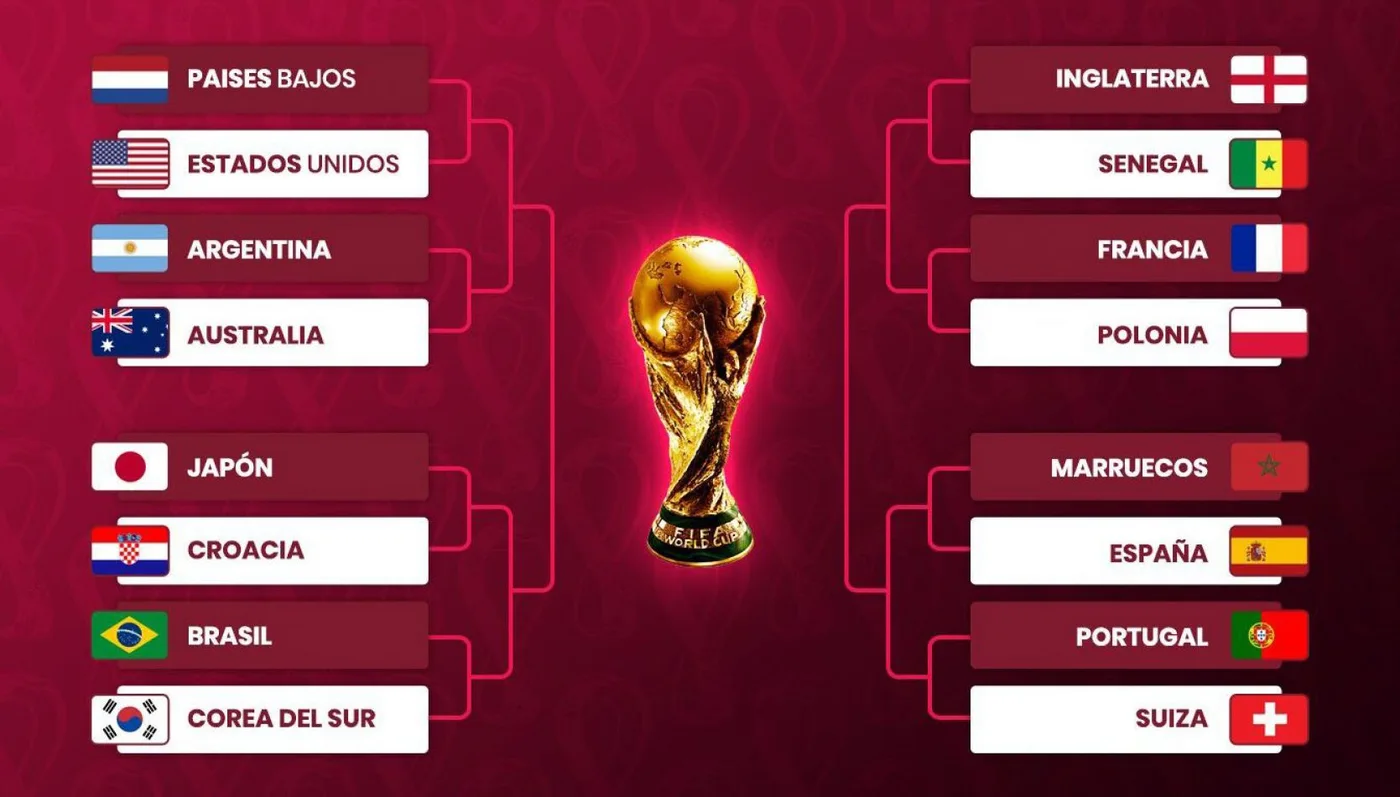 PAISES BAJOS
ESTADOS UNIDOS
ARGENTINA
AUSTRALIA
JAPÓN
CROACIA
BRASIL
COREA DEL SUR
FIFA
WORLD CUP
INGLATERRA
SENEGAL
FRANCIA
POLONIA
MARRUECOS
ESPAÑA
PORTUGAL
SUIZA